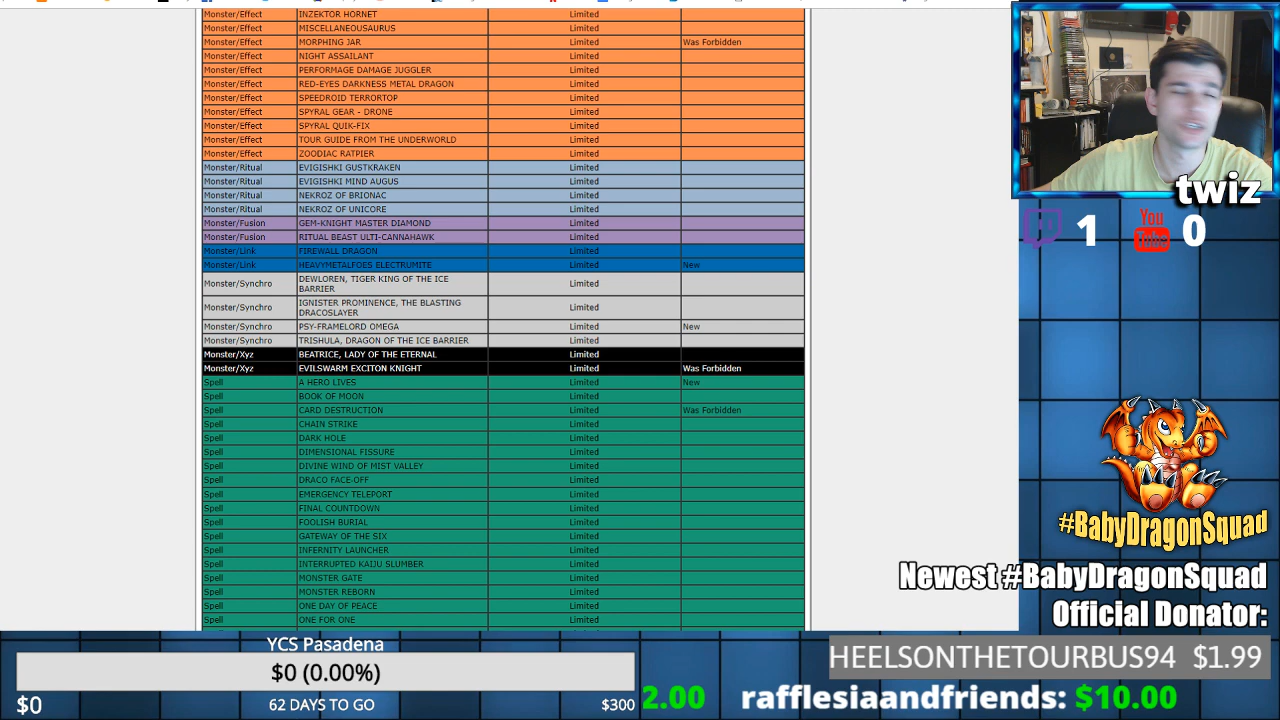 Monster/Effect INZEKTOR HORNET Limited
Monster/Effect MISCELLANEOUSAURUS Limited
Monster/Effect MORPHING JAR Limited Was Forbidden
Monster/Effect NIGHT ASSAILANT Limited
Monster/Effect PERFORMAGE DAMAGE JUGGLER Limited
Monster/Effect RED-EYES DARKNESS METAL DRAGON Limited
Monster/Effect SPEEDROID TERRORTOP Limited
Monster/Effect SPYRAL GEAR - DRONE Limited
Monster/Effect SPYRAL QUIK-FIX Limited
Monster/Effect TOUR GUIDE FROM THE UNDERWORLD Limited
Monster/Effect ZOODIAC RATPIER Limited
Monster/Ritual EVIGISHKI GUSTKRAKEN Limited
Monster/Ritual EVIGISHKI MIND AUGUS Limited
Monster/Ritual NEKROZ OF BRIONAC Limited
Monster/Ritual NEKROZ OF UNICORE Limited
Monster/Fusion GEM-KNIGHT MASTER DIAMOND Limited
Monster/Fusion RITUAL BEAST ULTI-CANNAHAWK Limited
Monster/Link FIREWALL DRAGON Limited
Monster/Link HEAVYMETALFOES ELECTRUMITE Limited New
Monster/Synchro DEWLOREN, TIGER KING OF THE ICE
BARRIER Limited
Monster/Synchro IGNISTER PROMINENCE, THE BLASTING
DRACOSLAYER Limited
Monster/Synchro PSY-FRAMELORD OMEGA Limited New
Monster/Synchro TRISHULA, DRAGON OF THE ICE BARRIER Limited
Monster/Xyz BEATRICE, LADY OF THE ETERNAL Limited
Monster/Xyz EVILSWARM EXCITON KNIGHT Limited Was Forbidden
Spell A HERO LIVES Limited New
Spell BOOK OF MOON Limited
Spell CARD DESTRUCTION Limited Was Forbidden
Spell CHAIN STRIKE Limited
Spell DARK HOLE Limited
Spell DIMENSIONAL FISSURE Limited
Spell DIVINE WIND OF MIST VALLEY Limited
Spell DRACO FACE-OFF Limited
Spell EMERGENCY TELEPORT Limited
Spell FINAL COUNTDOWN Limited
Spell FOOLISH BURIAL Limited
Spell GATEWAY OF THE SIX Limited
Spell INFERNITY LAUNCHER Limited
Spell INTERRUPTED KAIJU SLUMBER Limited
Spell MONSTER GATE Limited
Spell MONSTER REBORN Limited
Spell ONE DAY OF PEACE Limited
Spell ONE FOR ONE Limited
twiz
1 You Tube 0
#BabyDragonSquad
Newest #BabyDragonSquad
Official Donator:
HEELSONTHETOURBUS94 $1.99
YCS Pasadena
$0 (0.00%)
$0 62 DAYS TO GO $300
2.00 rafflesiaandfriends: $10.00